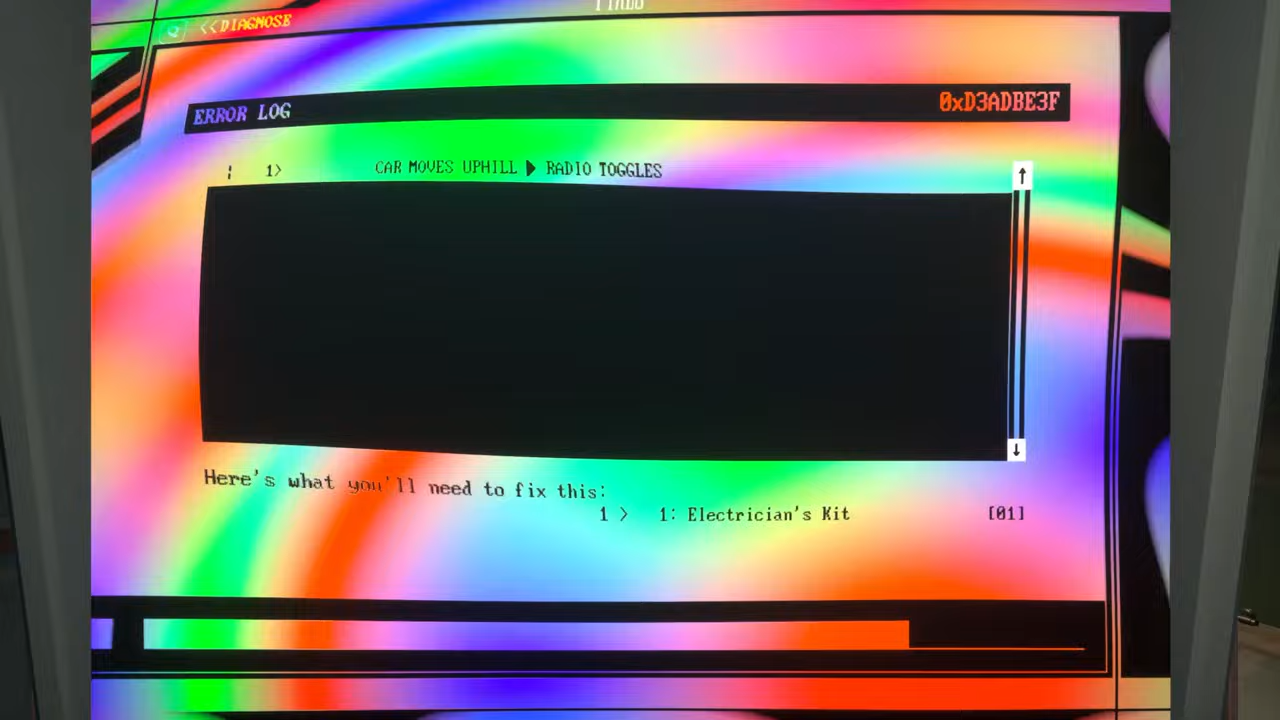 <<DIAGNOSE
ERROR LOG 0xD3ADBE3F
¦ 1> CAR MOVES UPHILL ▶ RADIO TOGGLES
↑
↓
Here's what you'll need to fix this:
1 > 1: Electrician's Kit [01]